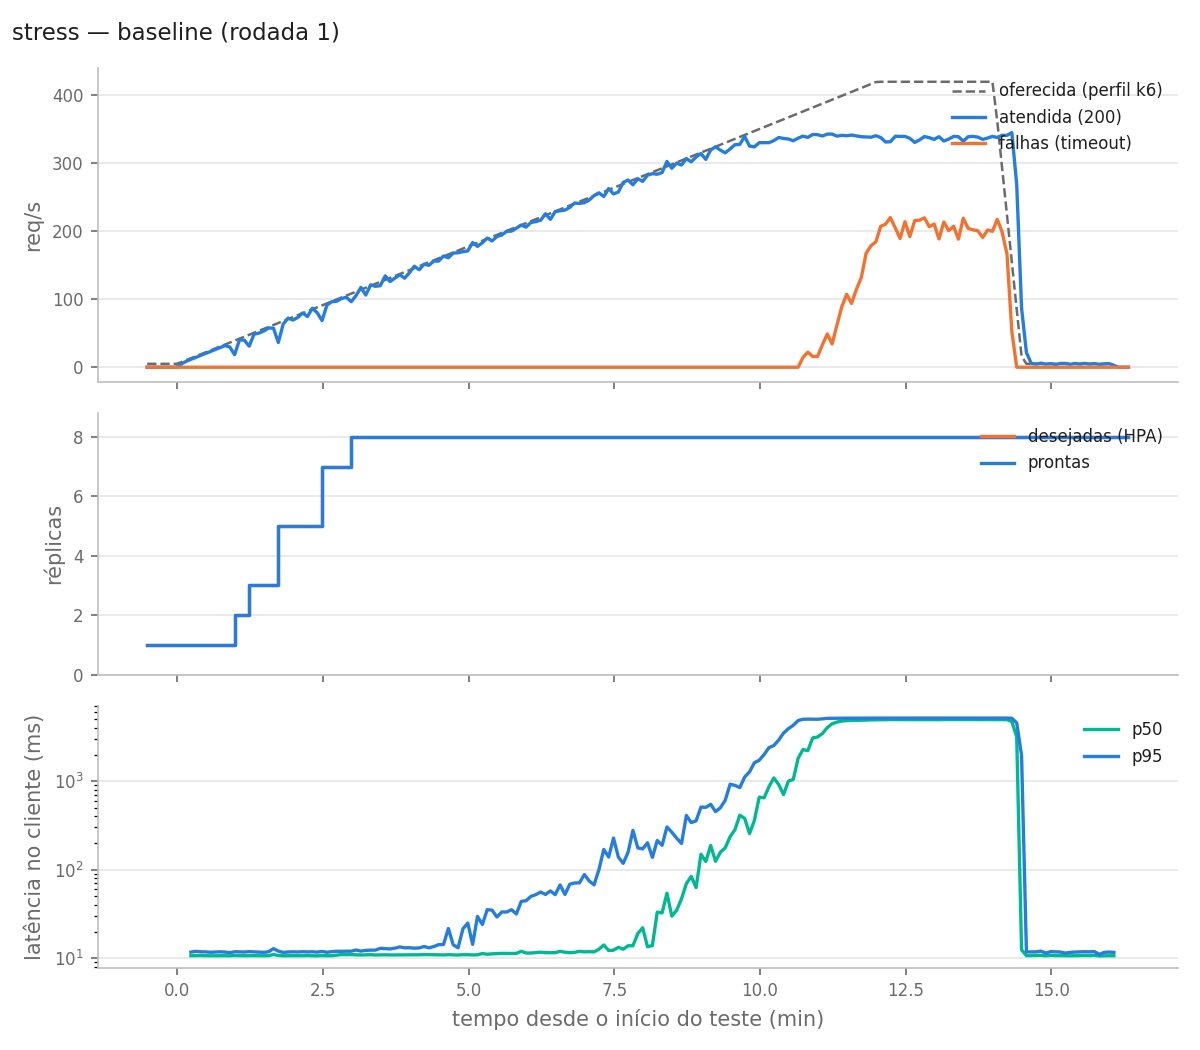 stress — baseline (rodada 1)
req/s
400
300
200
100
0
oferecida (perfil k6)
atendida (200)
falhas (timeout)
réplicas
8
6
4
2
0
desejadas (HPA)
prontas
latência no cliente (ms)
10³
10²
10¹
p50
p95
0.0 2.5 5.0 7.5 10.0 12.5 15.0
tempo desde o início do teste (min)